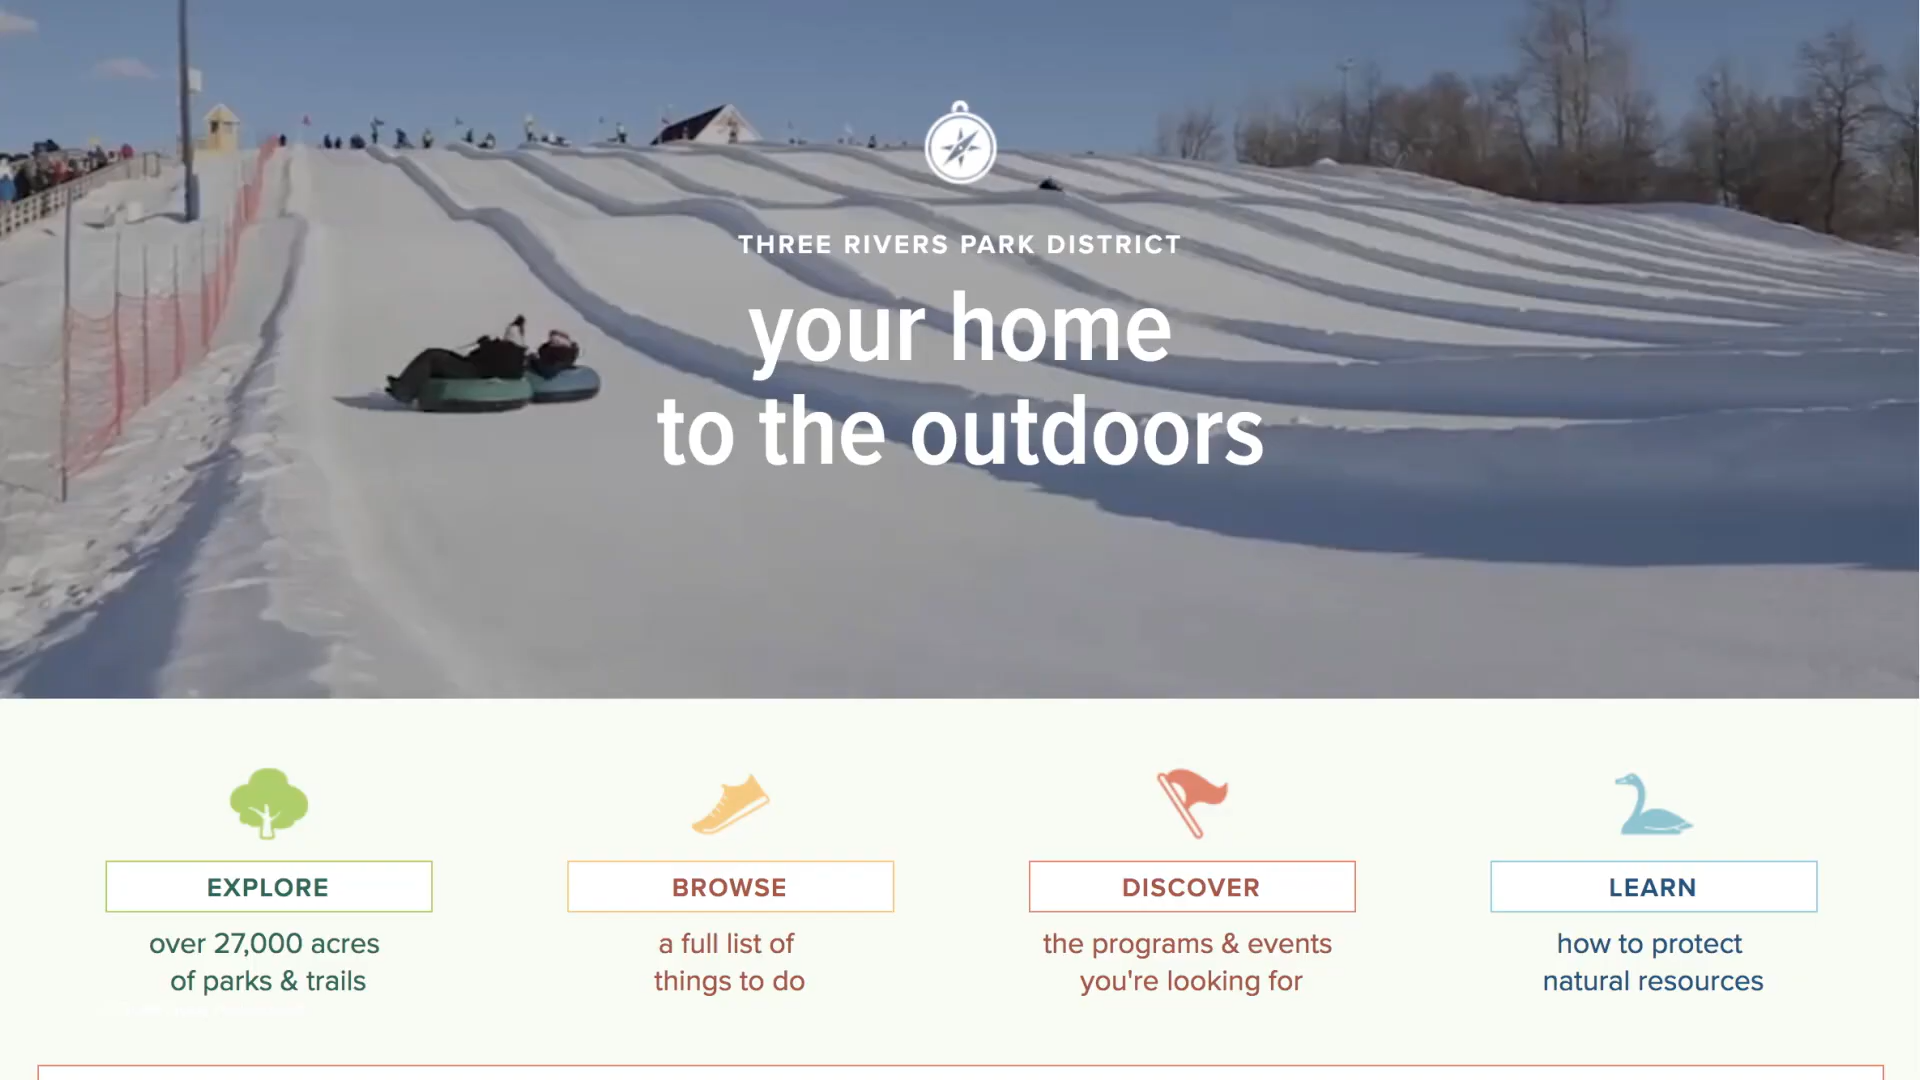 THREE RIVERS PARK DISTRICT
your home
to the outdoors
EXPLORE
over 27,000 acres
of parks & trails
BROWSE
a full list of
things to do
DISCOVER
the programs & events
you're looking for
LEARN
how to protect
natural resources